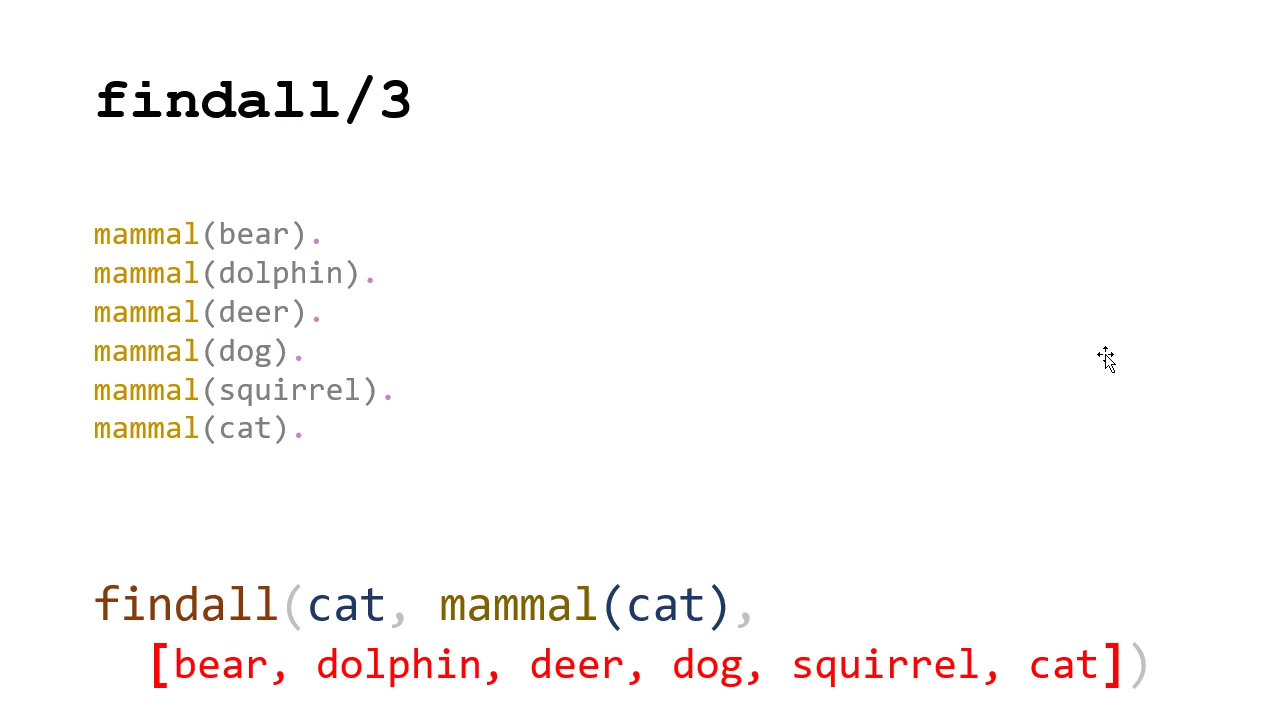 findall/3
mammal(bear).
mammal(dolphin).
mammal(deer).
mammal(dog).
mammal(squirrel).
mammal(cat).
findall(cat, mammal(cat),
[bear, dolphin, deer, dog, squirrel, cat])